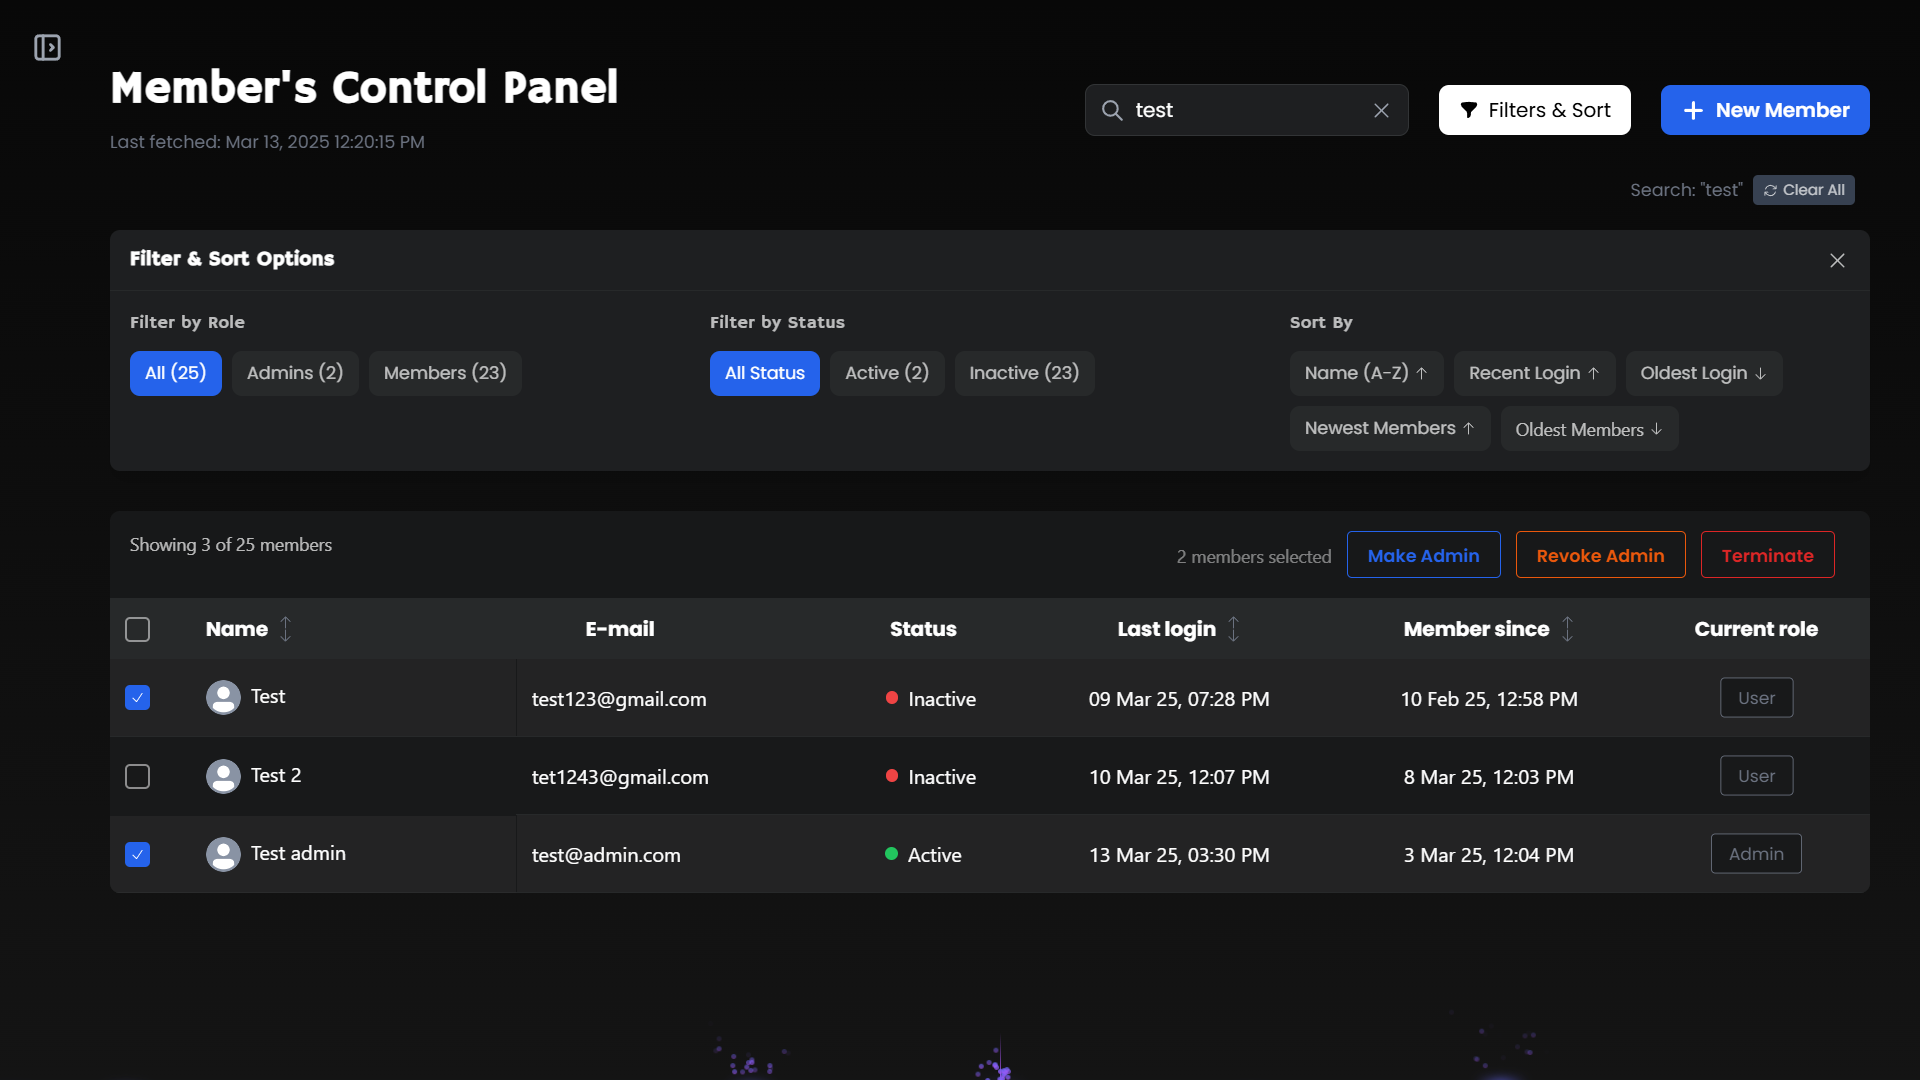 Member's Control Panel
Last fetched: Mar 13, 2025 12:20:15 PM
test
Filters & Sort
New Member
Search: "test"
Clear All
Filter & Sort Options
Filter by Role
All (25)
Admins (2)
Members (23)
Filter by Status
All Status
Active (2)
Inactive (23)
Sort By
Name (A-Z) ↑
Recent Login ↑
Oldest Login ↓
Newest Members ↑
Oldest Members ↓
Showing 3 of 25 members
2 members selected
Make Admin
Revoke Admin
Terminate
Name E-mail Status Last login Member since Current role
Test test123@gmail.com Inactive 09 Mar 25, 07:28 PM 10 Feb 25, 12:58 PM User
Test 2 tet1243@gmail.com Inactive 10 Mar 25, 12:07 PM 8 Mar 25, 12:03 PM User
Test admin test@admin.com Active 13 Mar 25, 03:30 PM 3 Mar 25, 12:04 PM Admin